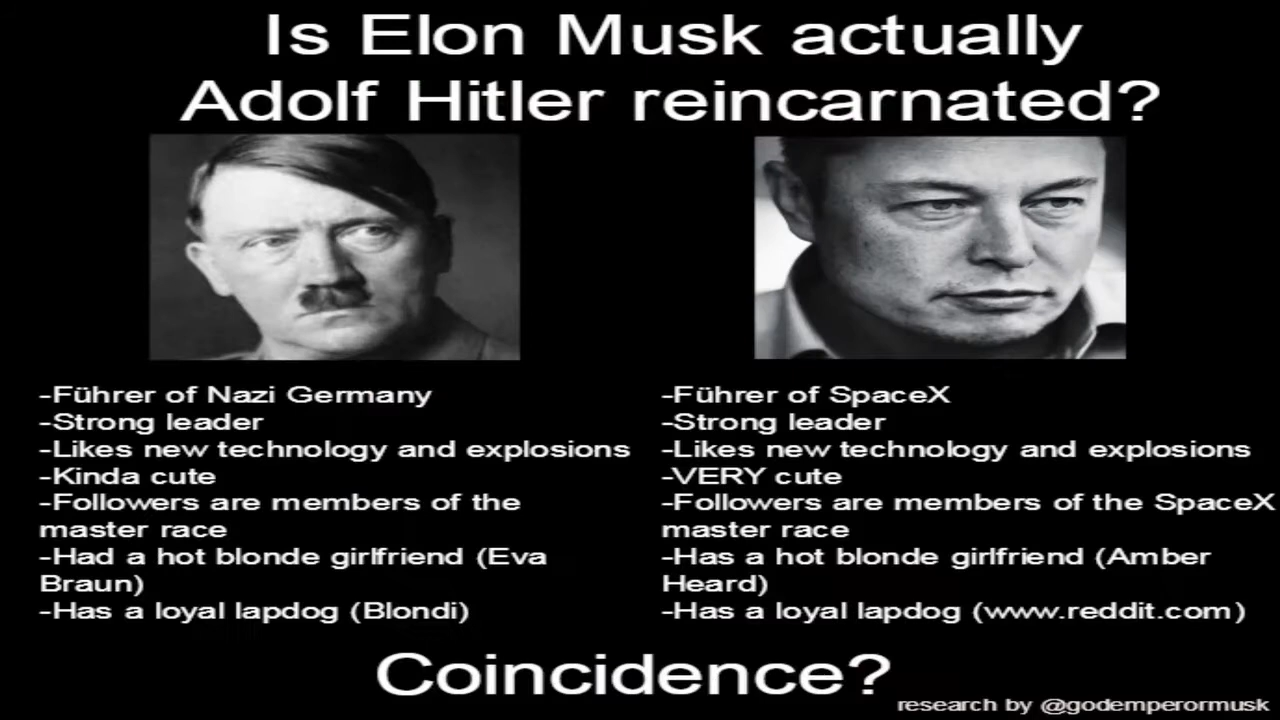 Is Elon Musk actually
Adolf Hitler reincarnated?
-Führer of Nazi Germany
-Strong leader
-Likes new technology and explosions
-Kinda cute
-Followers are members of the
master race
-Had a hot blonde girlfriend (Eva
Braun)
-Has a loyal lapdog (Blondi)
-Führer of SpaceX
-Strong leader
-Likes new technology and explosions
-VERY cute
-Followers are members of the SpaceX
master race
-Has a hot blonde girlfriend (Amber
Heard)
-Has a loyal lapdog (www.reddit.com)
Coincidence?
research by @godemperormusk